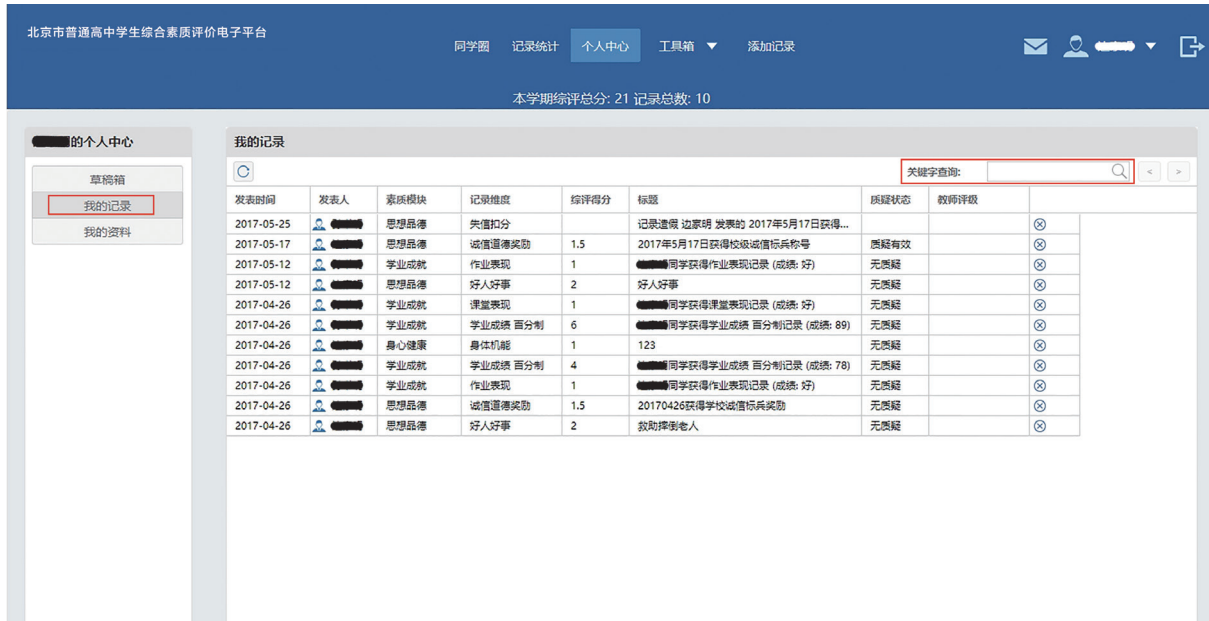 北京市普通高中学生综合素质评价电子平台
同学圈 记录统计 个人中心 工具箱 ▼ 添加记录
本学期综评总分: 21 记录总数: 10
的个人中心
草稿箱
我的记录
我的资料
我的记录
关键字查询: < >
发表时间 发表人 素质模块 记录维度 综评得分 标题 质疑状态 教师评级
2017-05-25 思想品德 失信扣分 记录造假 边家明 发表的 2017年5月17日获得...
2017-05-17 思想品德 诚信道德奖励 1.5 2017年5月17日获得校级诚信标兵称号 质疑有效
2017-05-12 学业成就 作业表现 1 同学获得作业表现记录 (成绩: 好) 无质疑
2017-05-12 思想品德 好人好事 2 好人好事 无质疑
2017-04-26 学业成就 课堂表现 1 同学获得课堂表现记录 (成绩: 好) 无质疑
2017-04-26 学业成就 学业成绩 百分制 6 同学获得学业成绩 百分制记录 (成绩: 89) 无质疑
2017-04-26 身心健康 身体机能 1 123 无质疑
2017-04-26 学业成就 学业成绩 百分制 4 同学获得学业成绩 百分制记录 (成绩: 78) 无质疑
2017-04-26 学业成就 作业表现 1 同学获得作业表现记录 (成绩: 好) 无质疑
2017-04-26 思想品德 诚信道德奖励 1.5 20170426获得学校诚信标兵奖励 无质疑
2017-04-26 思想品德 好人好事 2 救助摔倒老人 无质疑